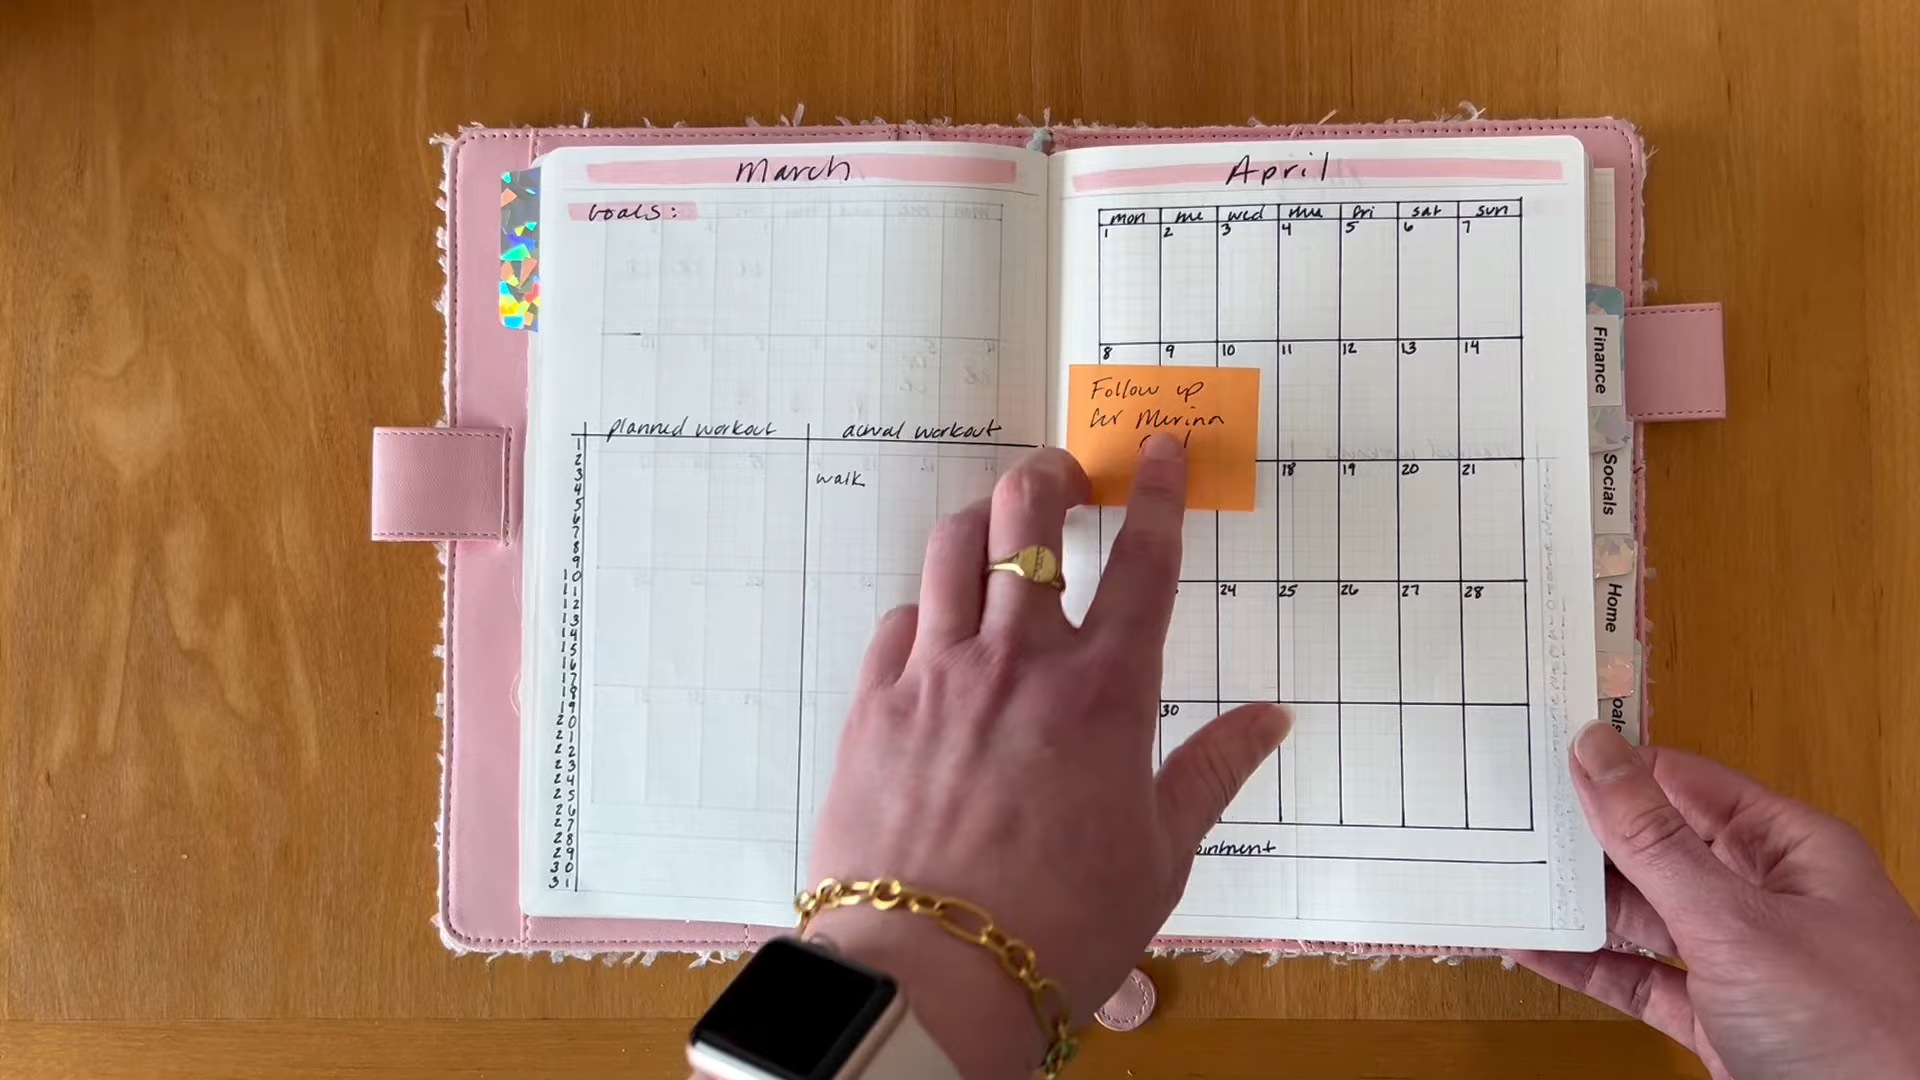 March
Goals:
planned workout
actual workout
1
2
3
walk
4
5
6
7
8
9
10
11
12
13
14
15
16
17
18
19
20
21
22
23
24
25
26
27
28
29
30
31
April
mon tue wed thu fri sat sun
1 2 3 4 5 6 7
8 9 10 11 12 13 14
Follow up
for Marina
18 19 20 21
24 25 26 27 28
30
ointment
Finance
Socials
Home
oals